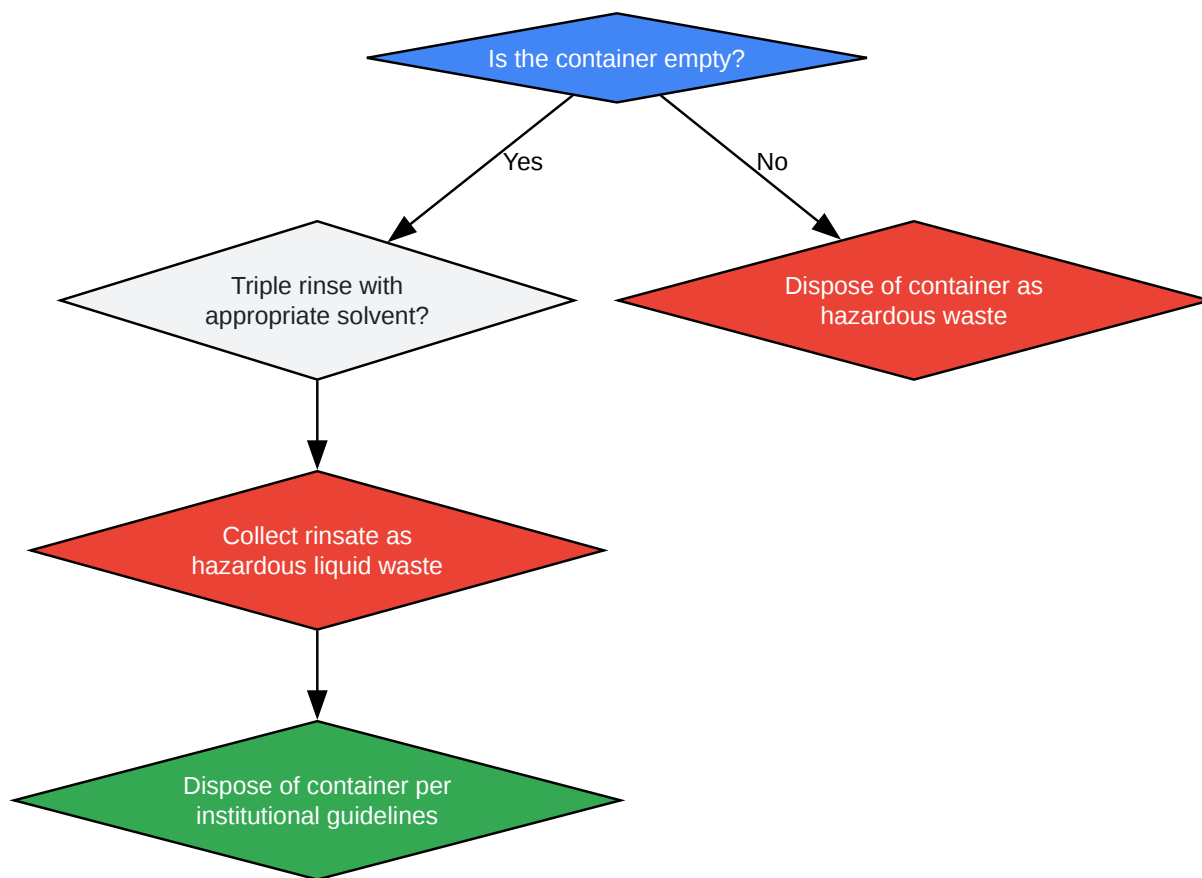 Is the container empty?
Yes
No
Triple rinse with
appropriate solvent?
Dispose of container as
hazardous waste
Collect rinsate as
hazardous liquid waste
Dispose of container per
institutional guidelines